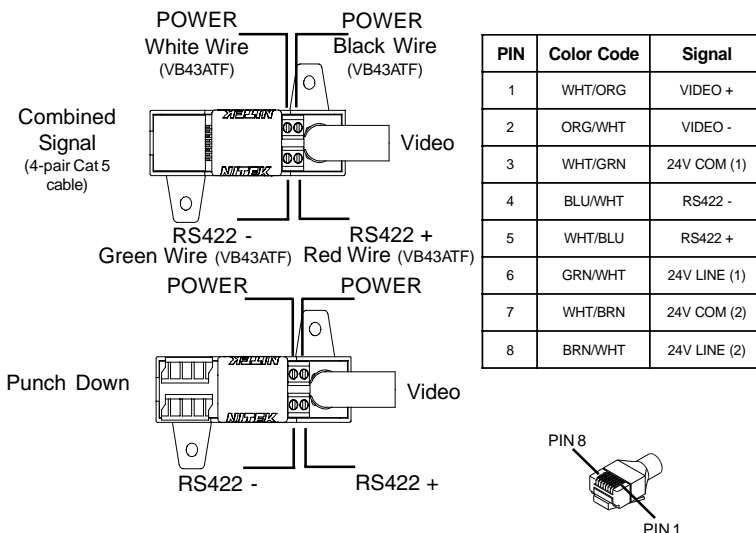 POWER
White Wire
(VB43ATF)
POWER
Black Wire
(VB43ATF)
Combined
Signal
(4-pair Cat 5
cable)
NITEK
NITEK
Video
RS422 -
Green Wire (VB43ATF)
RS422 +
Red Wire (VB43ATF)
POWER
POWER
Punch Down
NITEK
NITEK
Video
RS422 -
RS422 +
PIN Color Code Signal
1 WHT/ORG VIDEO +
2 ORG/WHT VIDEO -
3 WHT/GRN 24V COM (1)
4 BLU/WHT RS422 -
5 WHT/BLU RS422 +
6 GRN/WHT 24V LINE (1)
7 WHT/BRN 24V COM (2)
8 BRN/WHT 24V LINE (2)
PIN 8
PIN 1